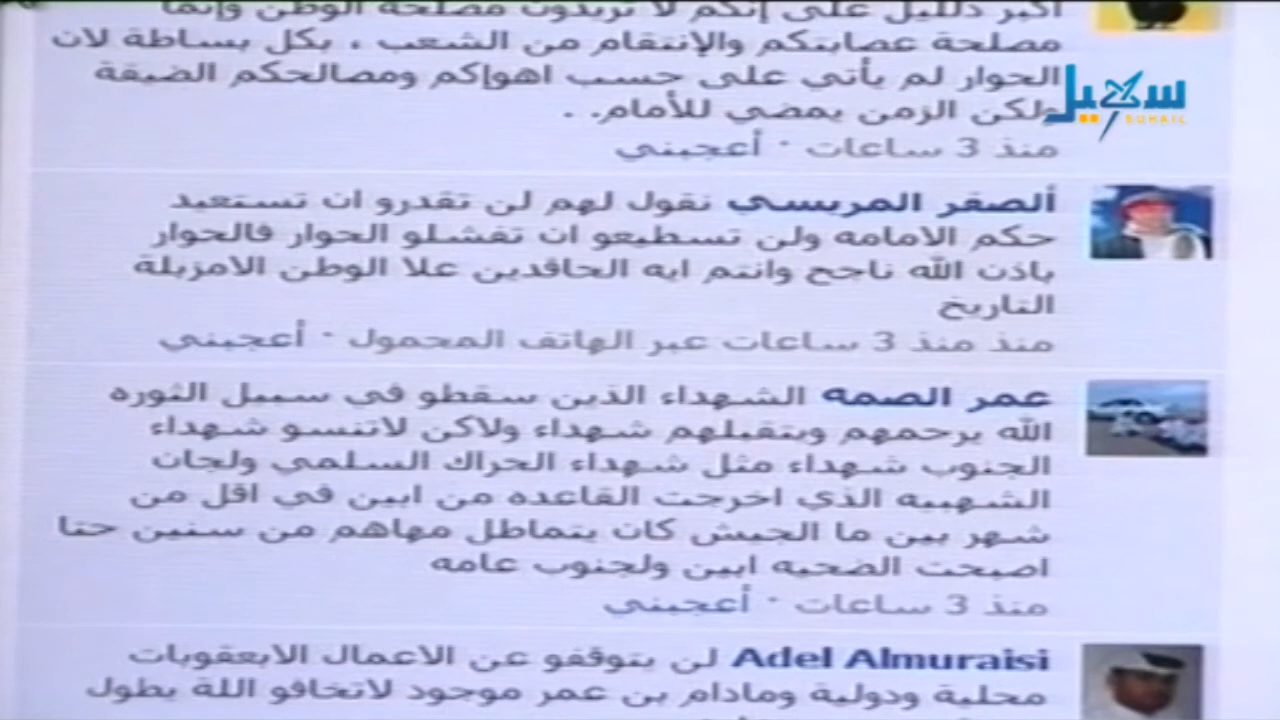 أكبر دلليل على إنكم لا تريدون مصلحة الوطن وإنما
مصلحة عصابتكم والإنتقام من الشعب ، بكل بساطة لان
الحوار لم يأتي على حسب اهواكم ومصالحكم الضيقة
ولكن الزمن يمضي للأمام. .
منذ 3 ساعات · أعجبني
سهيل
SUHAIL
ألصقر المريسي نقول لهم لن تقدرو ان تستعيد
حكم الامامه ولن تسطيعو ان تفشلو الحوار فالحوار
باذن الله ناجح وانتم ايه الحاقدين علا الوطن الامزبلة
التاريخ
منذ منذ 3 ساعات عبر الهاتف المحمول · أعجبني
عمر الصمه الشهداء الذين سقطو في سبيل الثوره
الله يرحمهم ويتقبلهم شهداء ولاكن لاتنسو شهداء
الجنوب شهداء مثل شهداء الحراك السلمي ولجان
الشهبيه الذي اخرجت القاعده من ابين في اقل من
شهر بين ما الجيش كان يتماطل مهاهم من سنين حتا
اصبحت الضحيه ابين ولجنوب عامه
منذ 3 ساعات · أعجبني
Adel Almuraisi لن يتوقفو عن الاعمال الابعقوبات
محلية ودولية ومادام بن عمر موجود لاتخافو اللة يطول